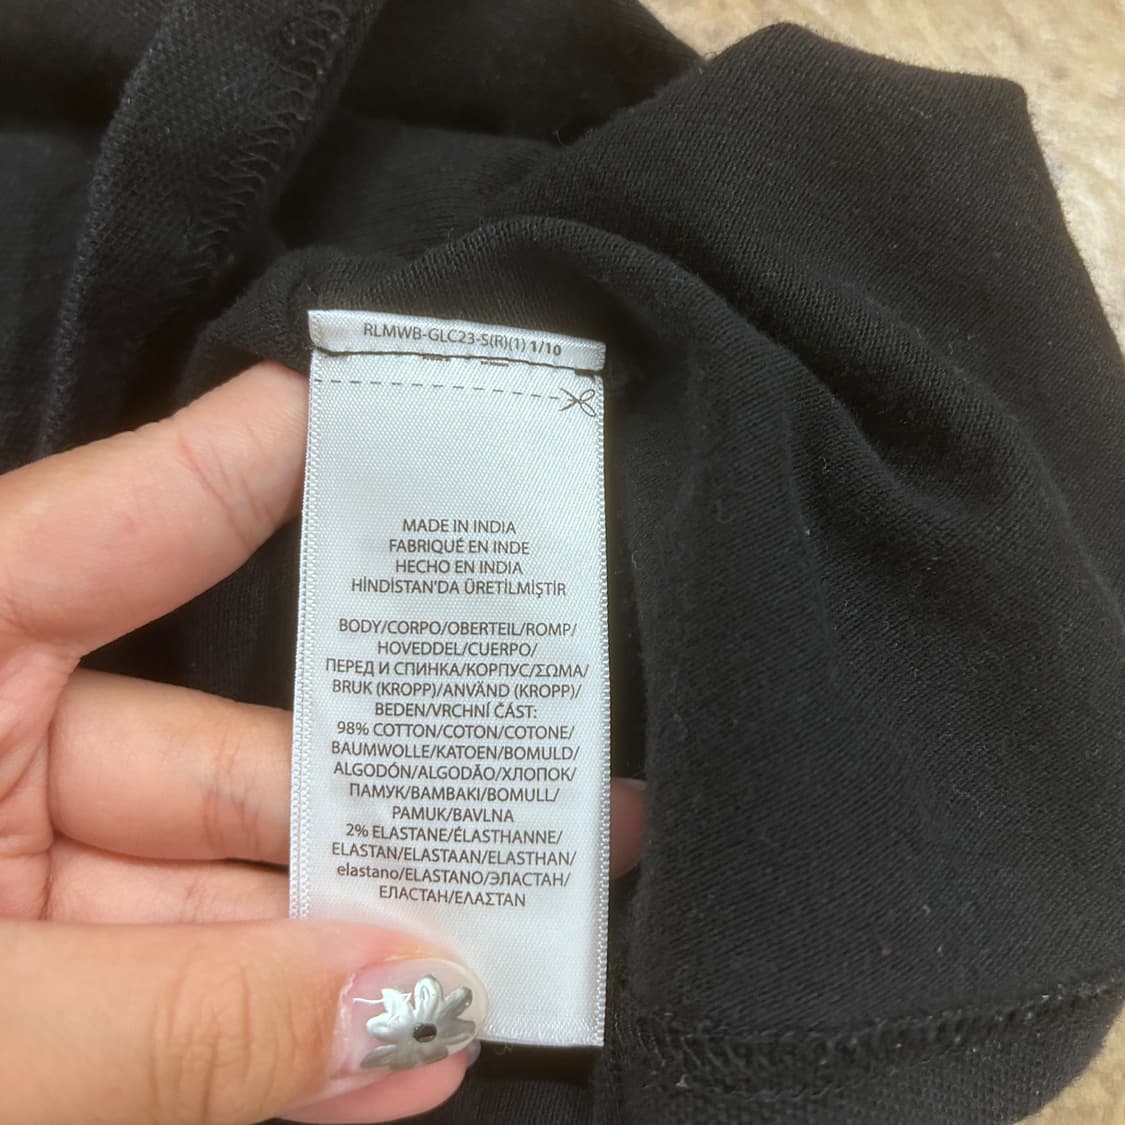 RLMWB-GLC23-S(R)(1) 1/10
MADE IN INDIA
FABRIQUÉ EN INDE
HECHO EN INDIA
HİNDİSTAN'DA ÜRETİLMİŞTİR
BODY/CORPO/OBERTEIL/ROMP/
HOVEDDEL/CUERPO/
ПЕРЕД И СПИНКА/КОРПУС/ΣΩΜΑ/
BRUK (KROPP)/ANVÄND (KROPP)/
BEDEN/VRCHNÍ ČÁST:
98% COTTON/COTON/COTONE/
BAUMWOLLE/KATOEN/BOMULD/
ALGODÓN/ALGODÃO/ХЛОПОК/
ПАМУК/ΒΑΜΒΑΚΙ/BOMULL/
PAMUK/BAVLNA
2% ELASTANE/ÉLASTHANNE/
ELASTAN/ELASTAAN/ELASTHAN/
elastano/ELASTANO/ЭЛАСТАН/
ЕЛАСТАН/ΕΛΑΣΤΑΝ